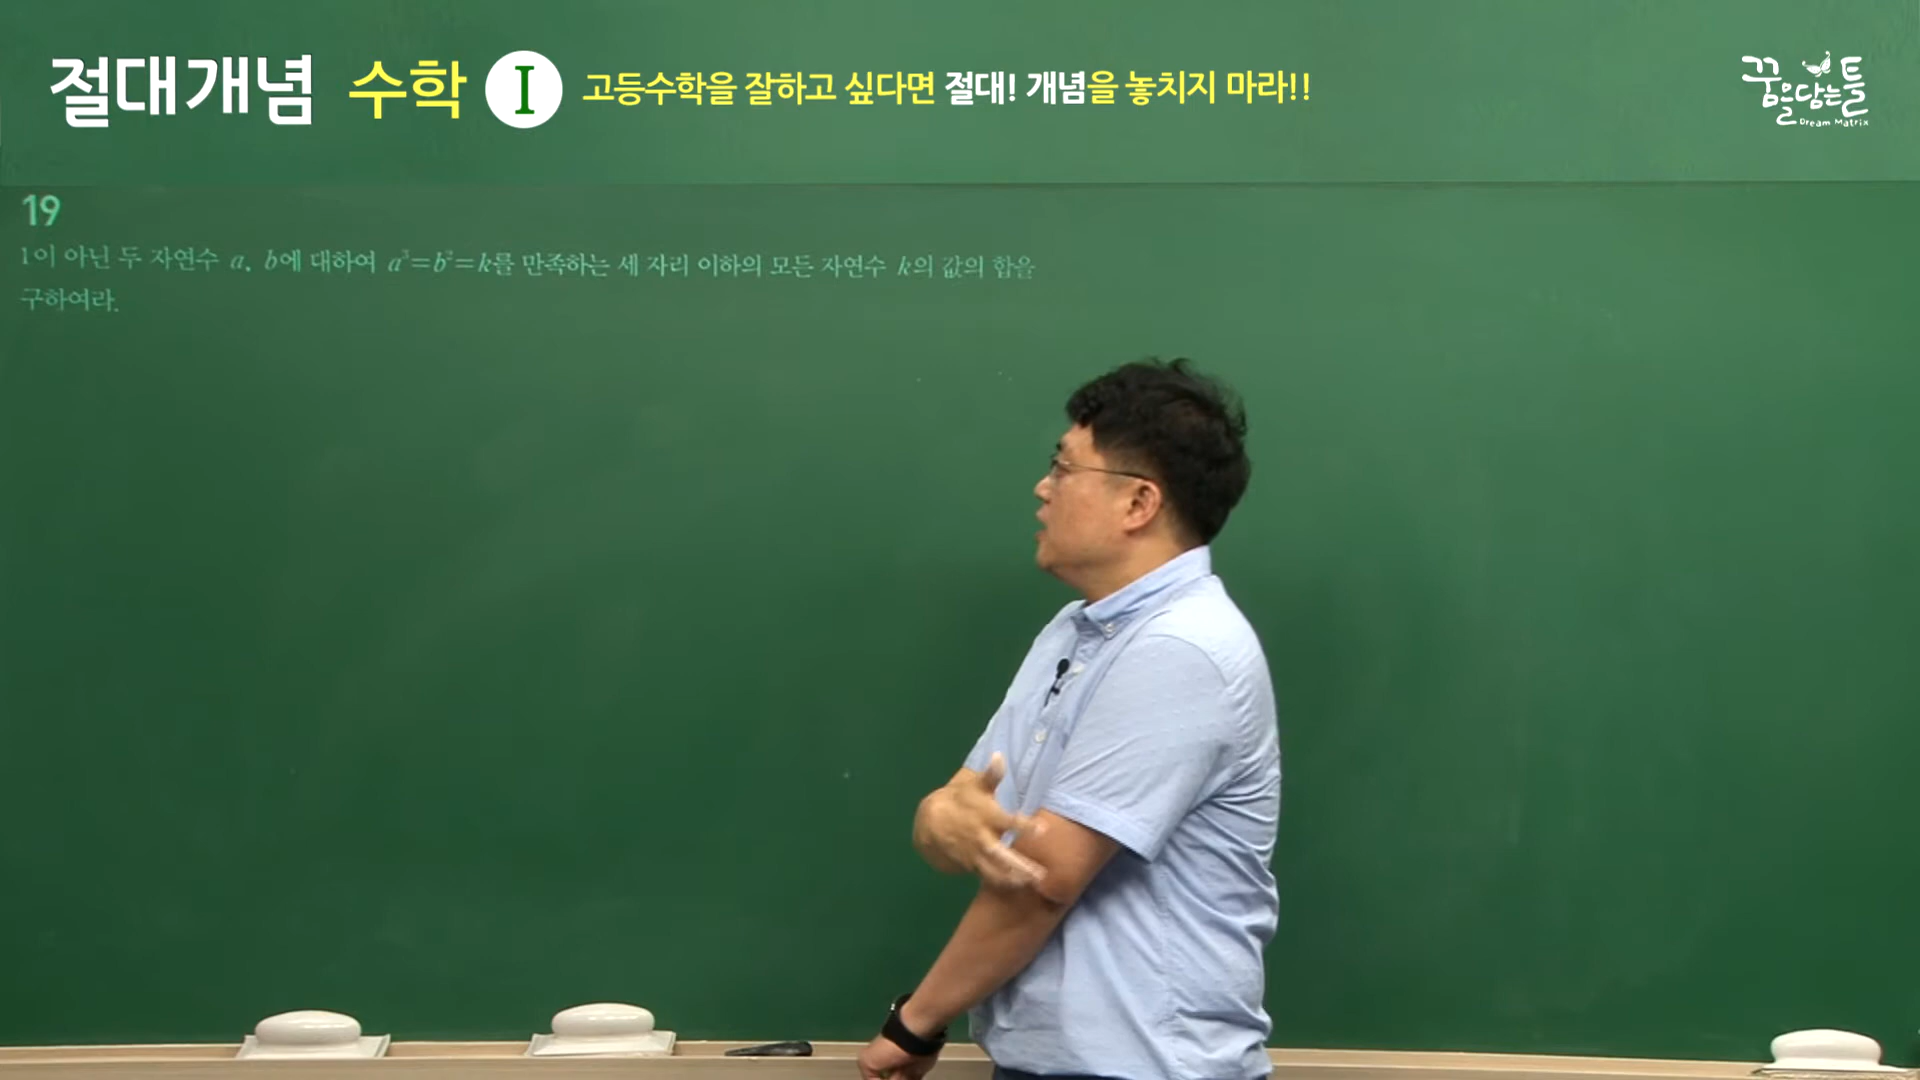 절대개념 수학 I 고등수학을 잘하고 싶다면 절대! 개념을 놓치지 마라!!
꿈을담는틀
Dream Matrix
19
1이 아닌 두 자연수 a, b에 대하여 a³=b²=k를 만족하는 세 자리 이하의 모든 자연수 k의 값의 합을
구하여라.